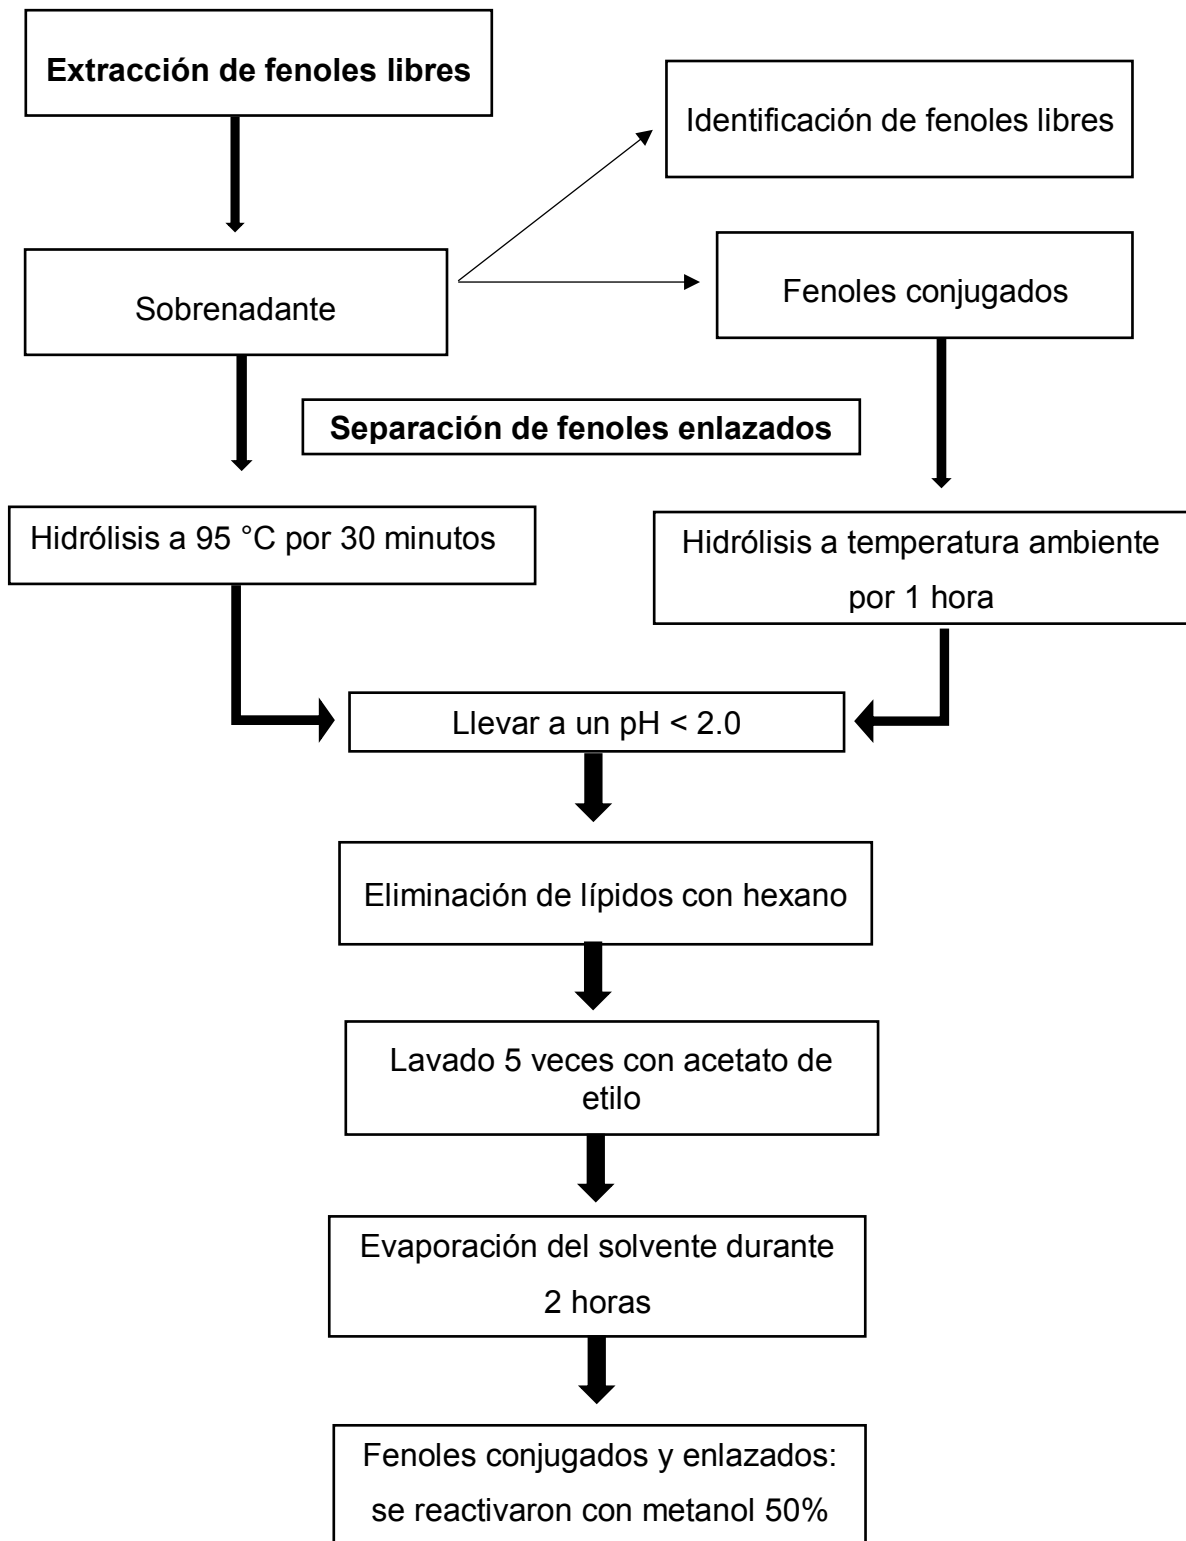 Extracción de fenoles libres
Identificación de fenoles libres
Sobrenadante
Fenoles conjugados
Separación de fenoles enlazados
Hidrólisis a 95 °C por 30 minutos
Hidrólisis a temperatura ambiente
por 1 hora
Llevar a un pH < 2.0
Eliminación de lípidos con hexano
Lavado 5 veces con acetato de
etilo
Evaporación del solvente durante
2 horas
Fenoles conjugados y enlazados:
se reactivaron con metanol 50%